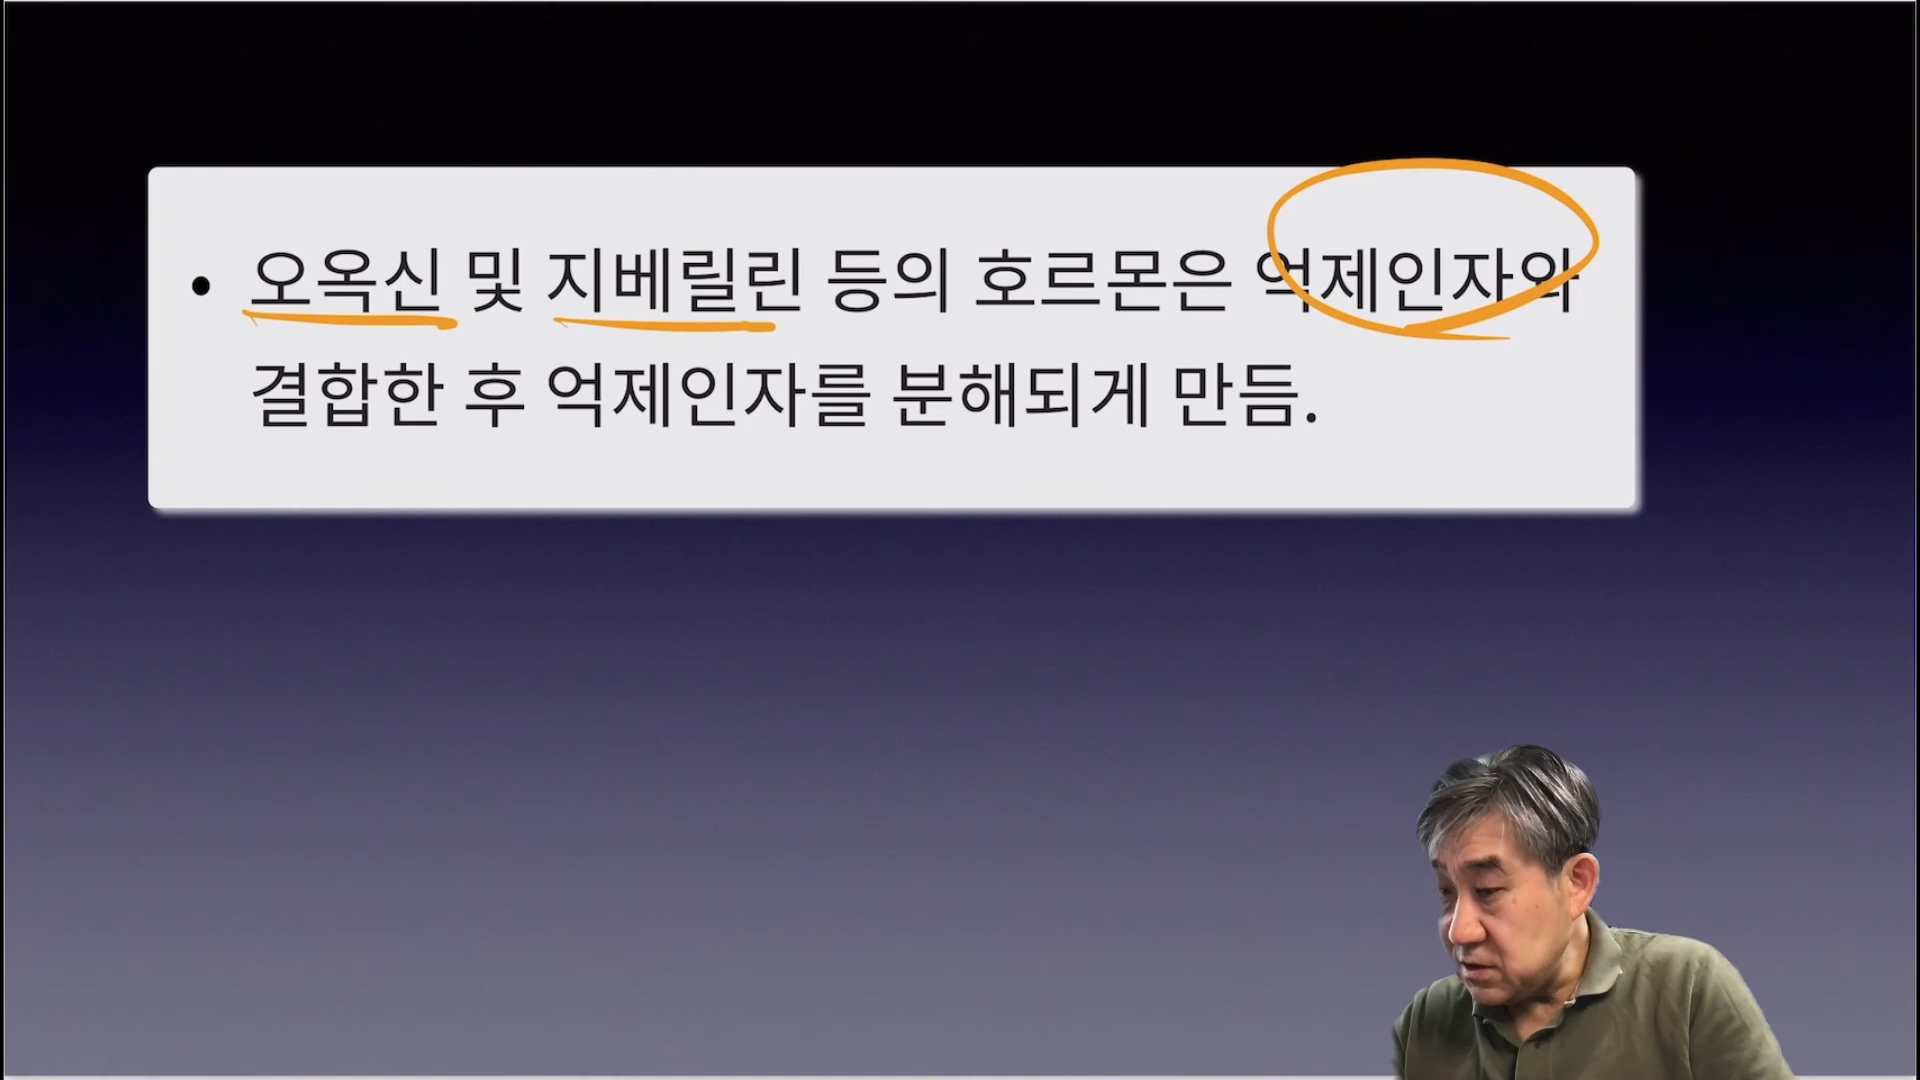 • 오옥신 및 지베릴린 등의 호르몬은 억제인자와
결합한 후 억제인자를 분해되게 만듬.